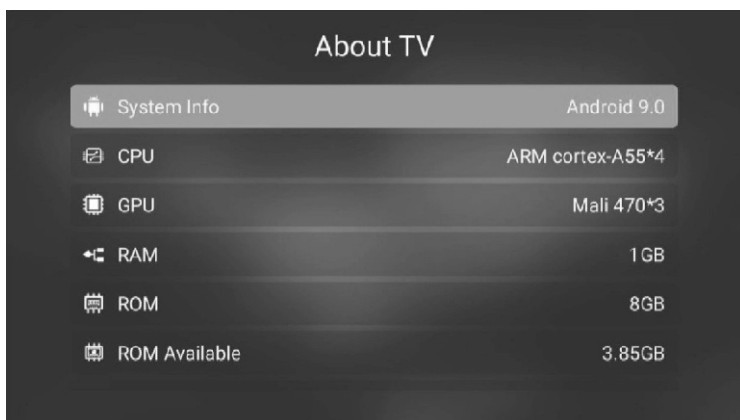 About TV
System Info Android 9.0
CPU ARM cortex-A55*4
GPU Mali 470*3
RAM 1GB
ROM 8GB
ROM Available 3.85GB